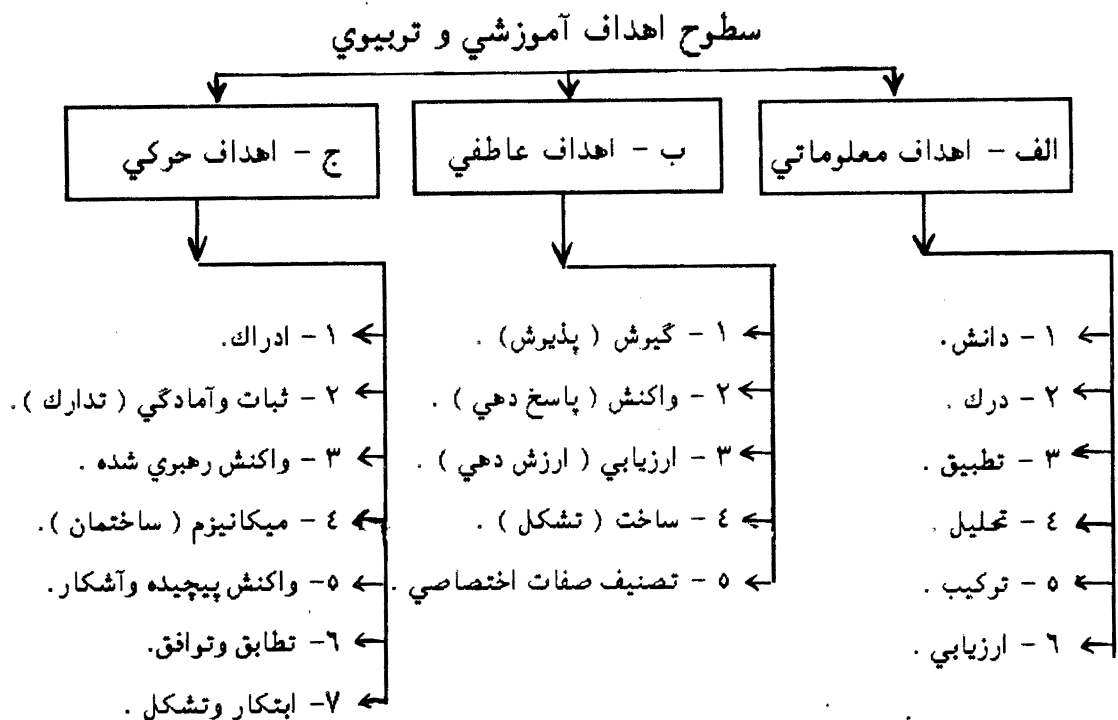 سطوح اهداف آموزشي و تربيوي
الف - اهداف معلوماتي
ب - اهداف عاطفي
ج - اهداف حركي
١ - دانش.
٢ - درك .
٣ - تطبيق .
٤ - تحليل .
٥ - تركيب .
٦ - ارزيابي .
١ - گيرش ( پذيرش) .
٢ - واكنش ( پاسخ دهي ) .
٣ - ارزيابي ( ارزش دهي ) .
٤ - ساخت ( تشكل ) .
٥ - تصنيف صفات اختصاصي .
١ - ادراك.
٢ - ثبات وآمادگي ( تدارك ).
٣ - واكنش رهبري شده .
٤ - ميكانيزم ( ساختمان ).
٥- واكنش پيچيده وآشكار.
٦- تطابق وتوافق.
٧- ابتكار وتشكل .